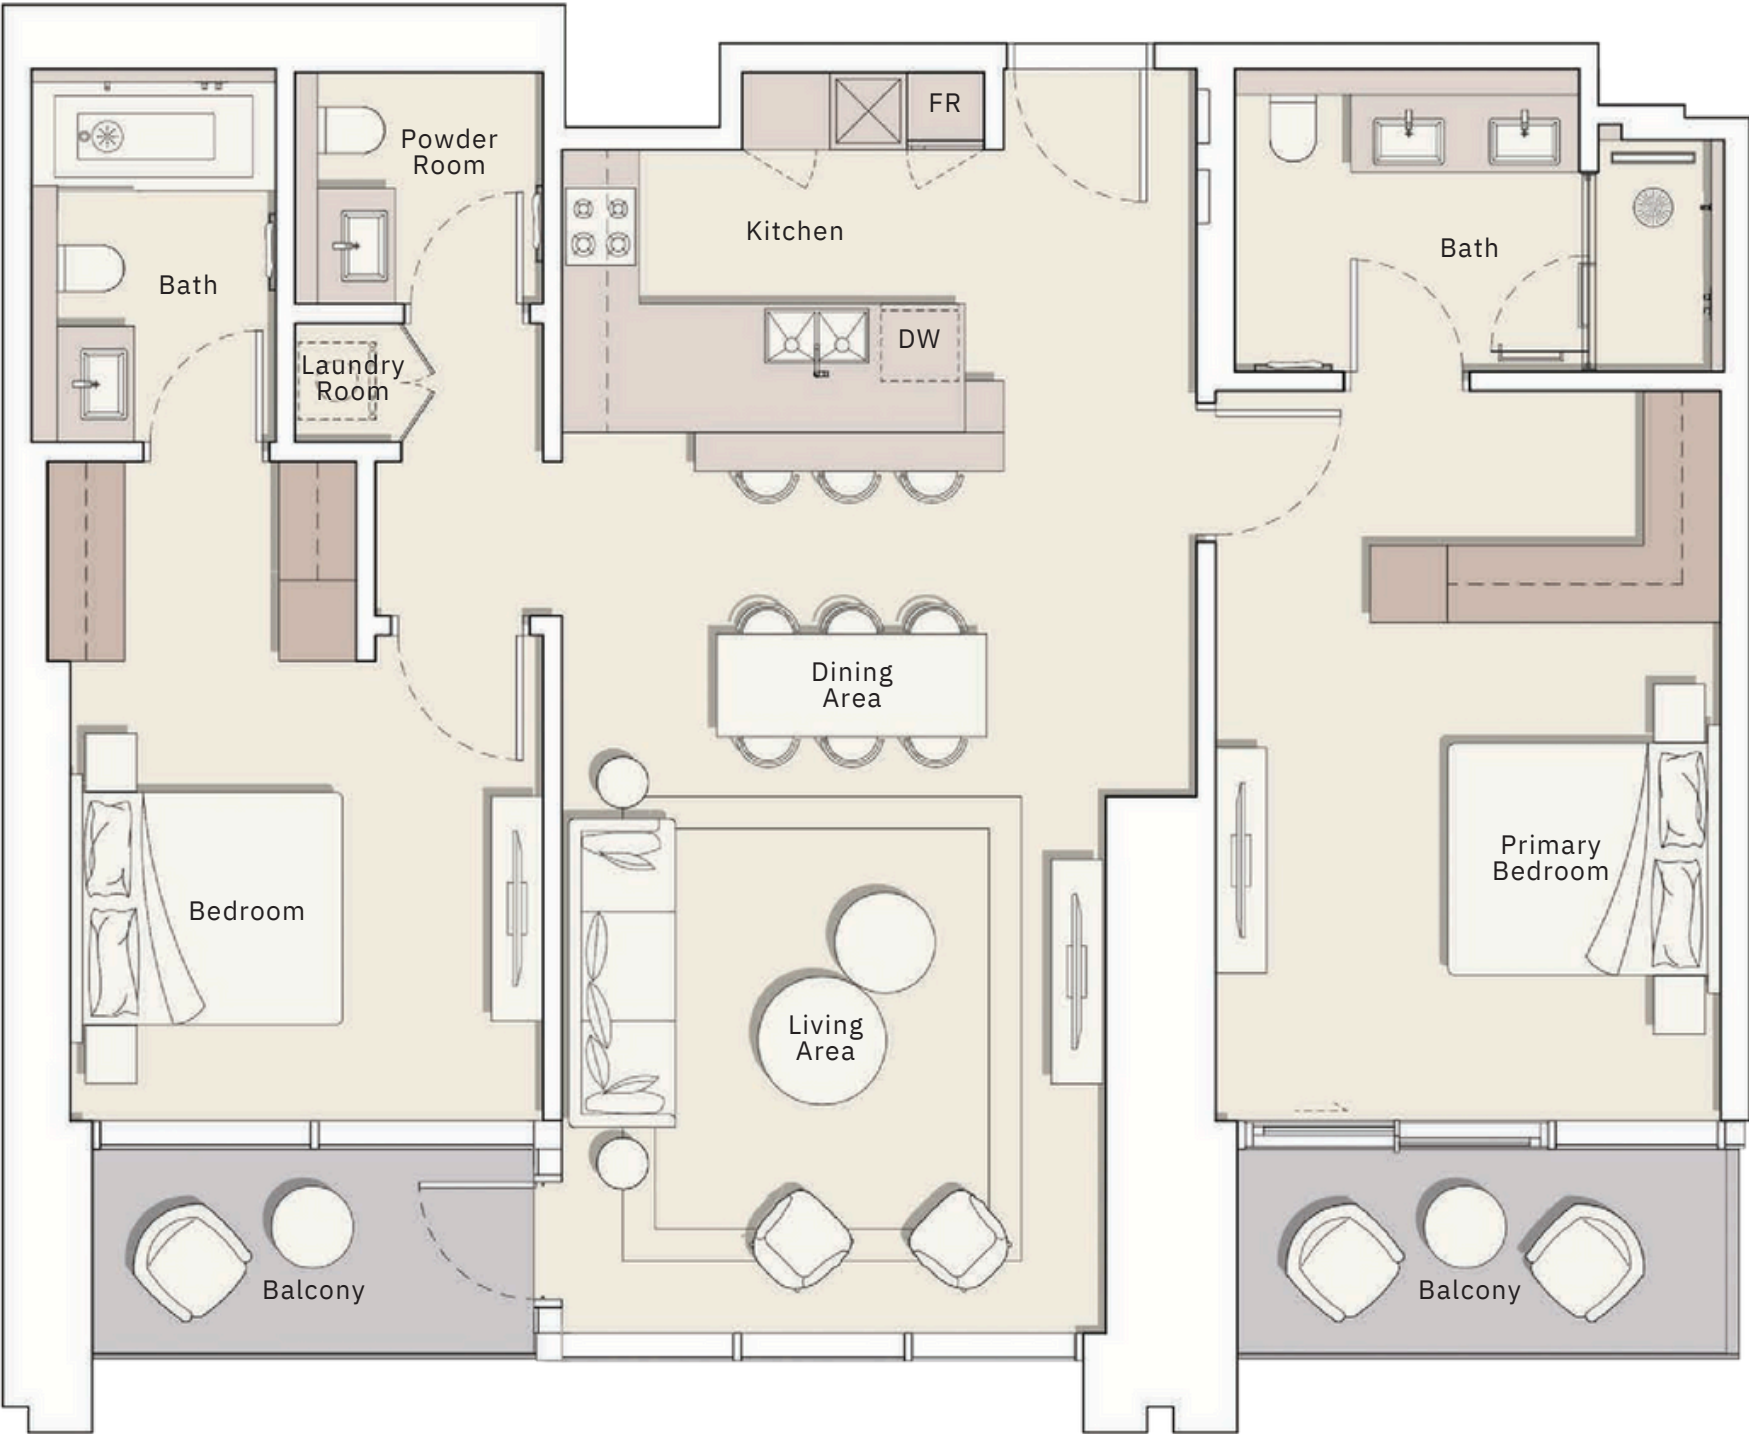 FR
Powder
Room
Kitchen
Bath
Bath
DW
Laundry
Room
Dining
Area
Primary
Bedroom
Bedroom
Living
Area
Balcony
Balcony